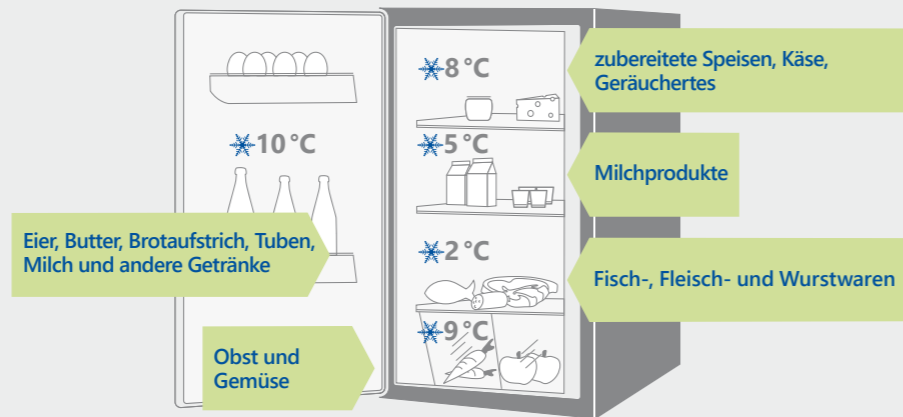 8 °C
zubereitete Speisen, Käse,
Geräuchertes
10 °C
5 °C
Milchprodukte
Eier, Butter, Brotaufstrich, Tuben,
Milch und andere Getränke
2 °C
Fisch-, Fleisch- und Wurstwaren
9 °C
Obst und
Gemüse